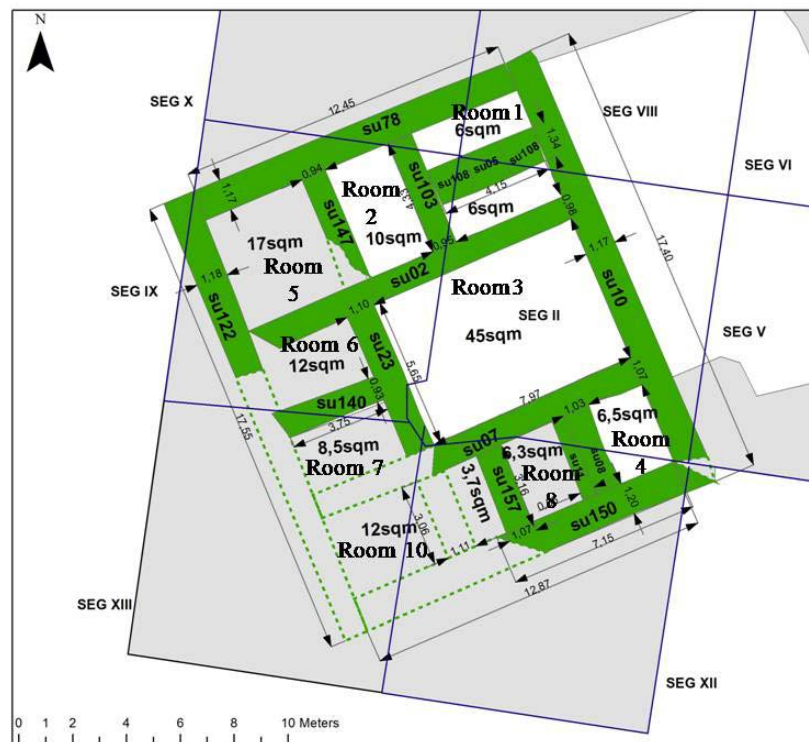 N
SEG X
12,45
su78
Room 1
6sqm
SEG VIII
1,34
SEG VI
0,94
su108 su05 su108
1,17
Room
2
4,33
su103
4,15
6sqm
0,98
17sqm
su147
10sqm
0,95
Room
5
su02
1,17
17,40
1,18
SEG IX
Room3
su10
SEG II
su122
1,10
45sqm
SEG V
Room 6
12sqm
su23
5,65
0,93
1,07
su140
7,97
3,75
1,03
6,5sqm
8,5sqm
su07
6,3sqm
Room
4
Room 7
3,7sqm
su157
3,16
Room
8
su08
17,55
12sqm
3,06
su150
1,20
Room 10
1,11
1,07
7,15
12,87
SEG XIII
SEG XII
0 1 2 4 6 8 10 Meters